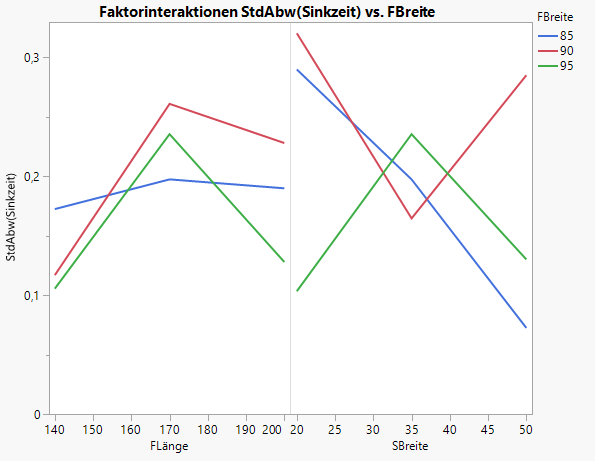 Faktorinteraktionen StdAbw(Sinkzeit) vs. FBreite
FBreite
85
90
95
0,3
0,2
0,1
0
StdAbw(Sinkzeit)
140 150 160 170 180 190 200 20 25 30 35 40 45 50
FLänge SBreite